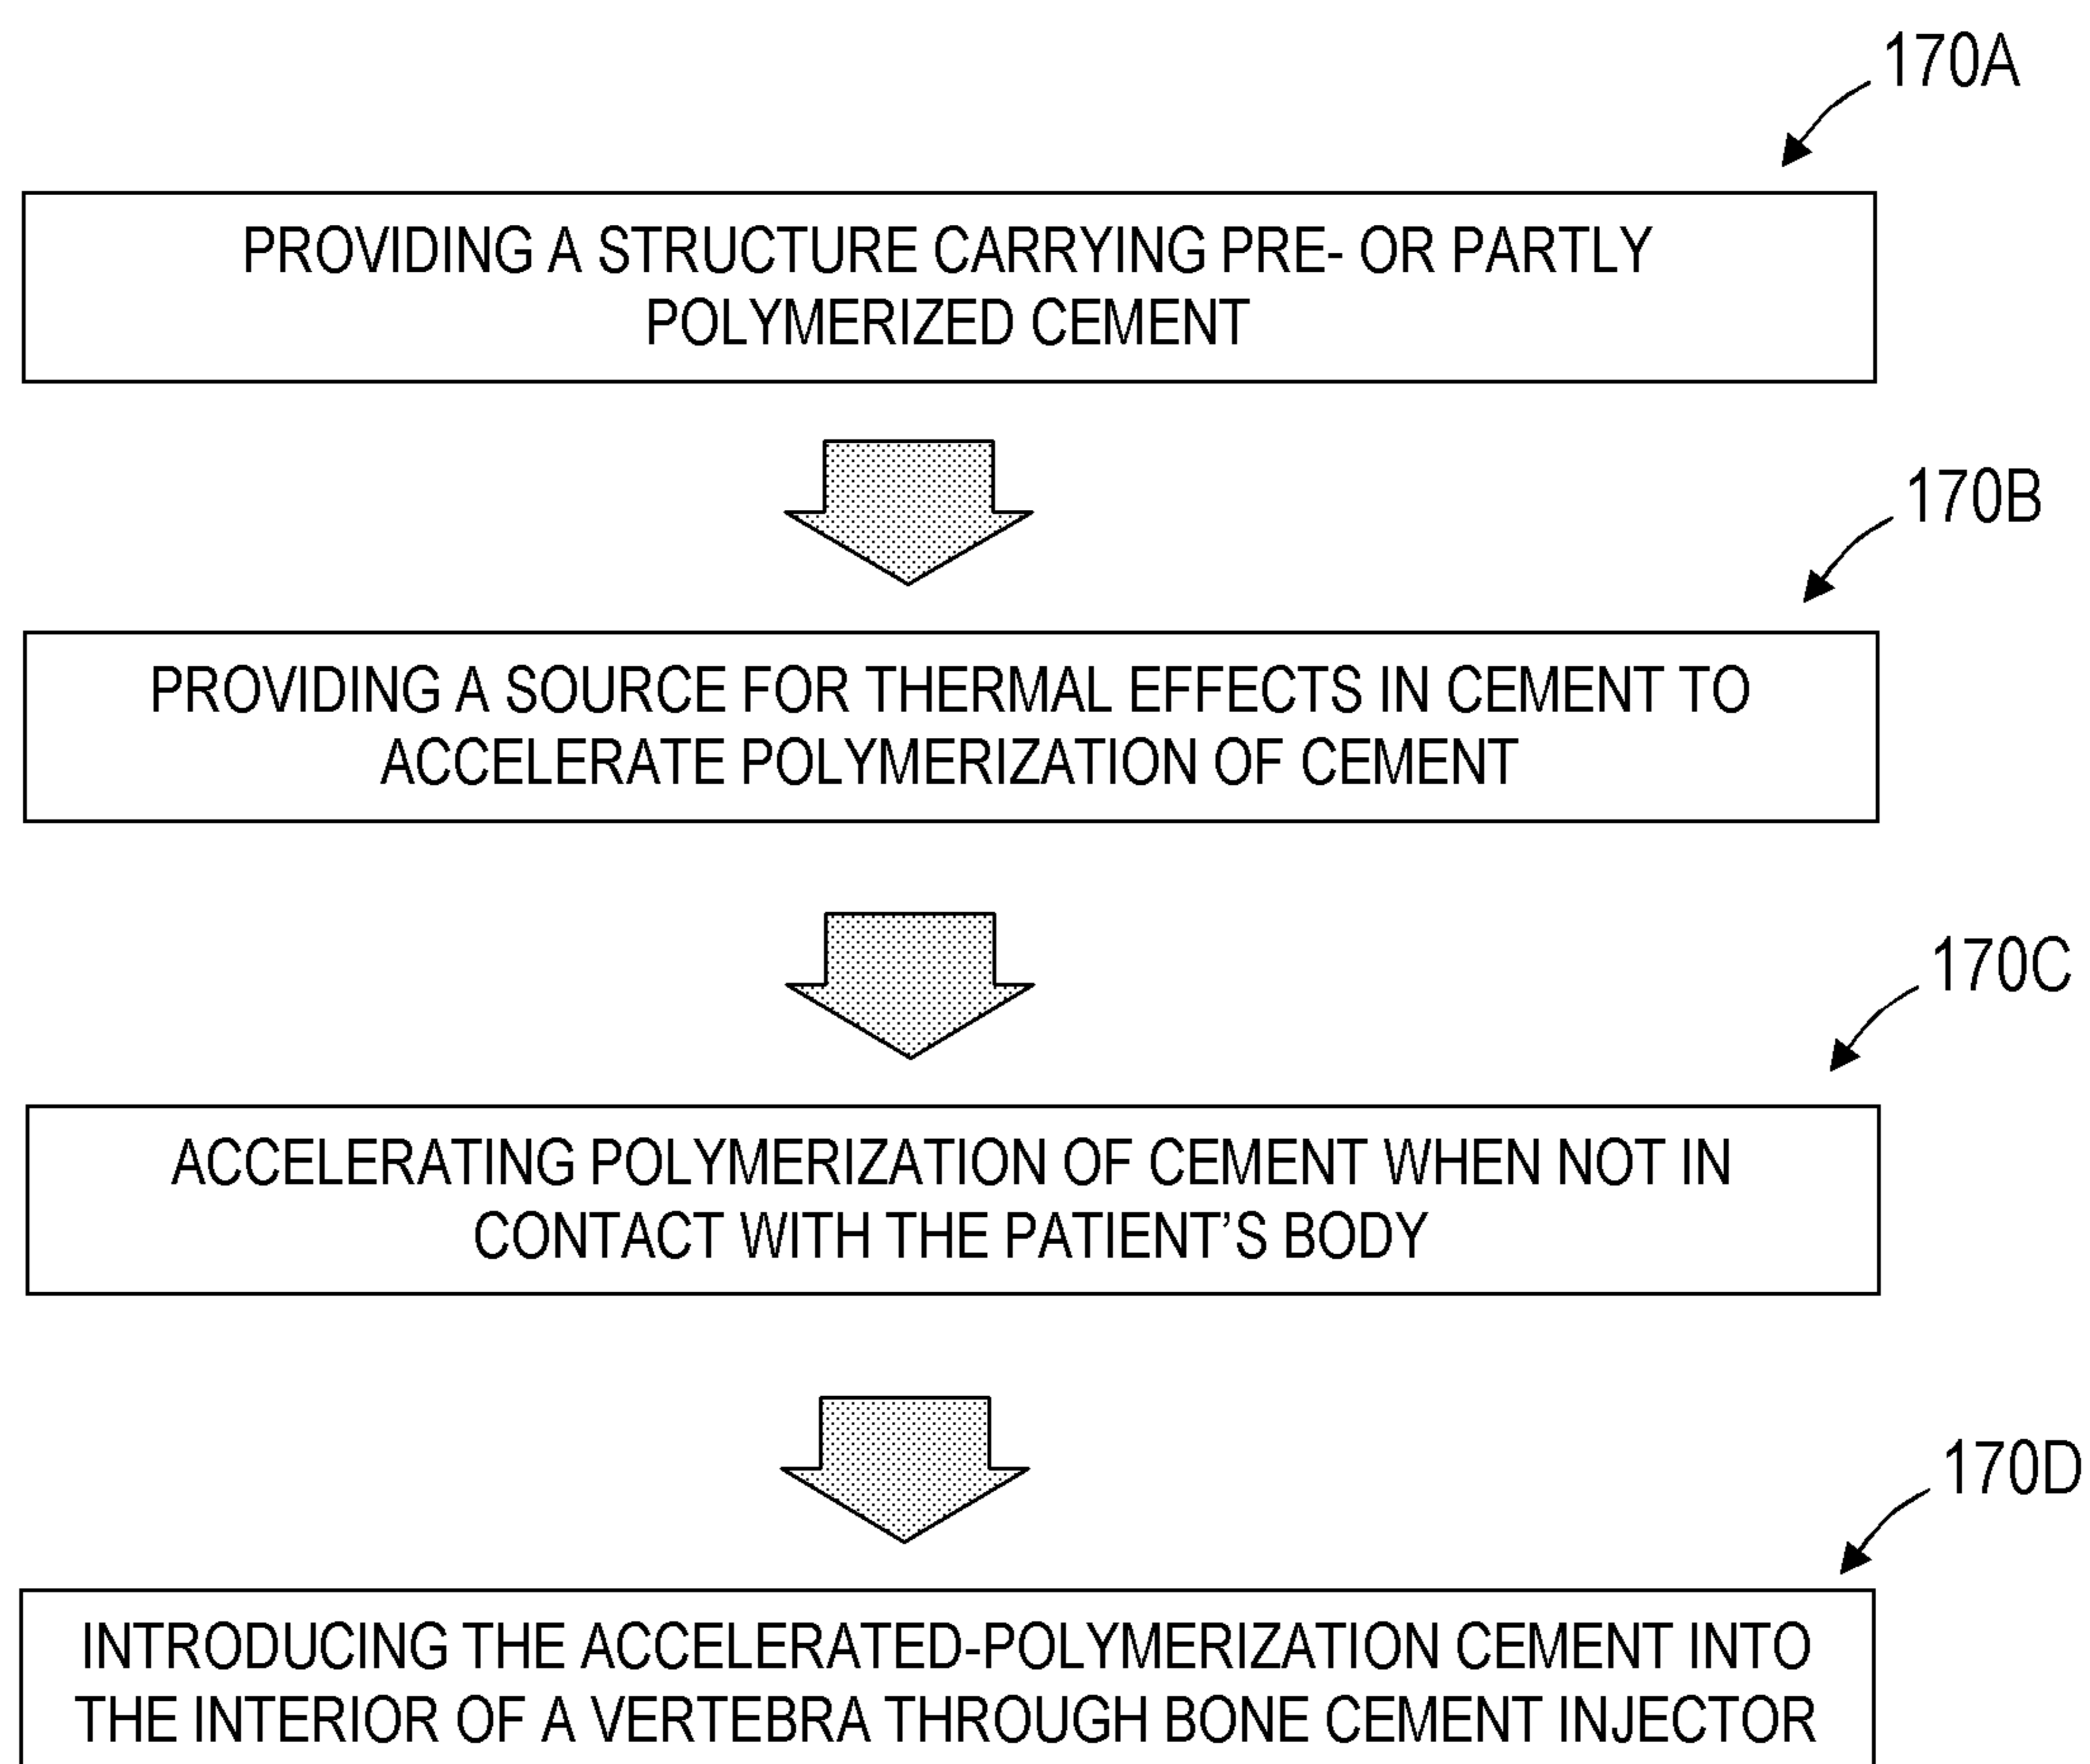 170A
PROVIDING A STRUCTURE CARRYING PRE- OR PARTLY
POLYMERIZED CEMENT
170B
PROVIDING A SOURCE FOR THERMAL EFFECTS IN CEMENT TO
ACCELERATE POLYMERIZATION OF CEMENT
170C
ACCELERATING POLYMERIZATION OF CEMENT WHEN NOT IN
CONTACT WITH THE PATIENT'S BODY
170D
INTRODUCING THE ACCELERATED-POLYMERIZATION CEMENT INTO
THE INTERIOR OF A VERTEBRA THROUGH BONE CEMENT INJECTOR